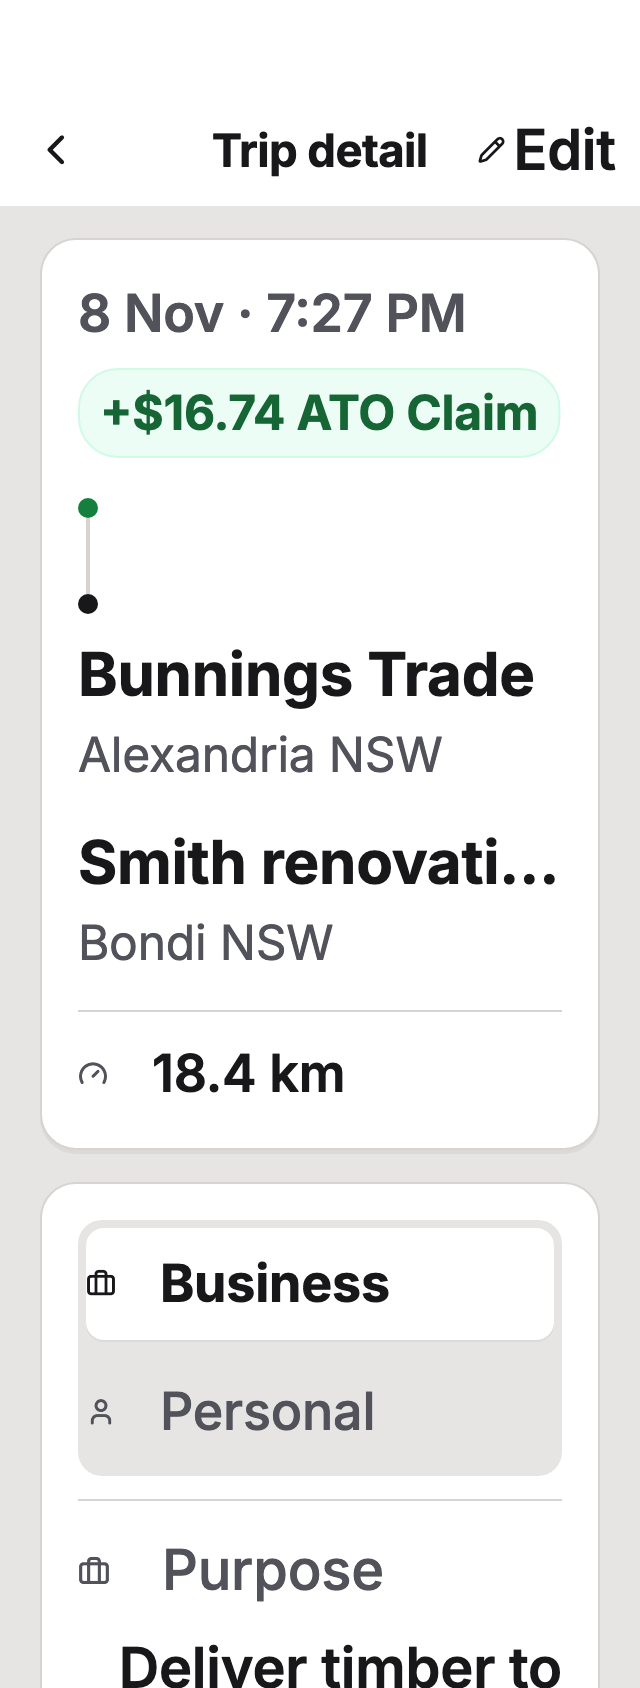 Trip detail
Edit
8 Nov · 7:27 PM
+$16.74 ATO Claim
Bunnings Trade
Alexandria NSW
Smith renovati...
Bondi NSW
18.4 km
Business
Personal
Purpose
Deliver timber to